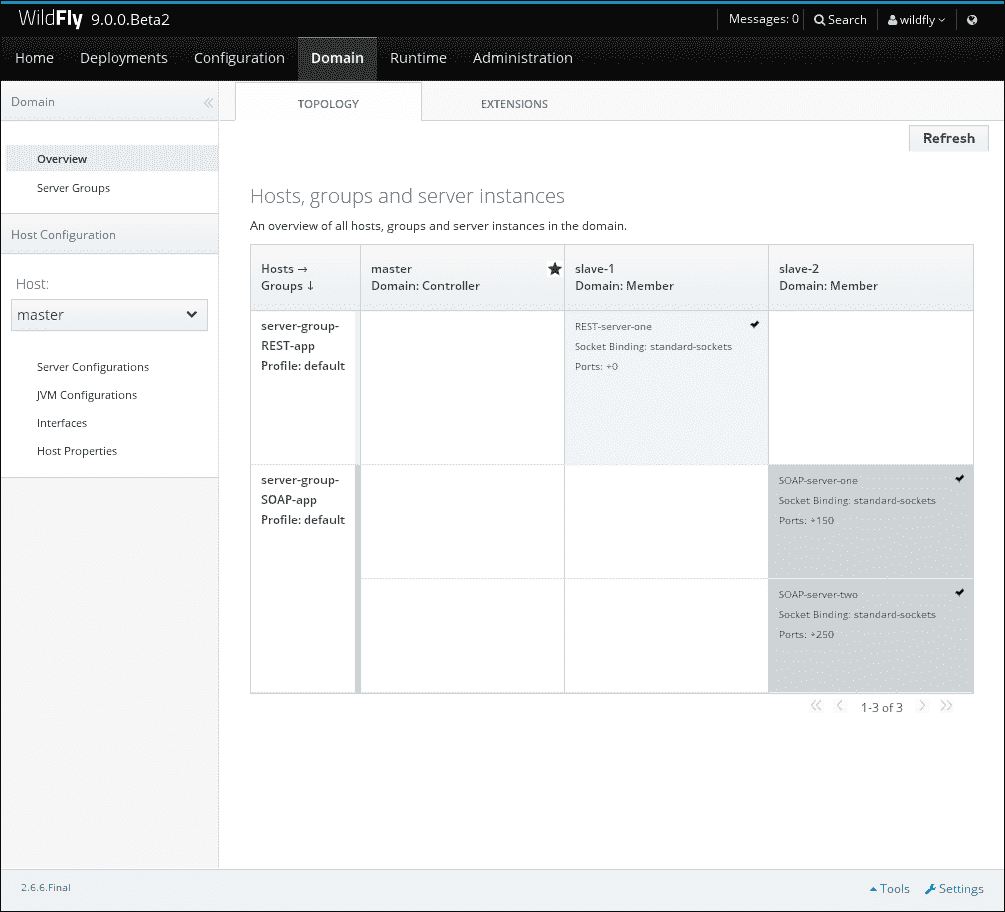 WildFly 9.0.0.Beta2
Messages: 0 Search wildfly
Home Deployments Configuration Domain Runtime Administration
Domain
TOPOLOGY EXTENSIONS
Refresh
Overview
Server Groups
Host Configuration
Host:
master
Server Configurations
JVM Configurations
Interfaces
Host Properties
Hosts, groups and server instances
An overview of all hosts, groups and server instances in the domain.
Hosts →
Groups ↓
master
Domain: Controller
slave-1
Domain: Member
slave-2
Domain: Member
server-group-
REST-app
Profile: default
REST-server-one
Socket Binding: standard-sockets
Ports: +0
server-group-
SOAP-app
Profile: default
SOAP-server-one
Socket Binding: standard-sockets
Ports: +150
SOAP-server-two
Socket Binding: standard-sockets
Ports: +250
1-3 of 3
2.6.6.Final
Tools Settings